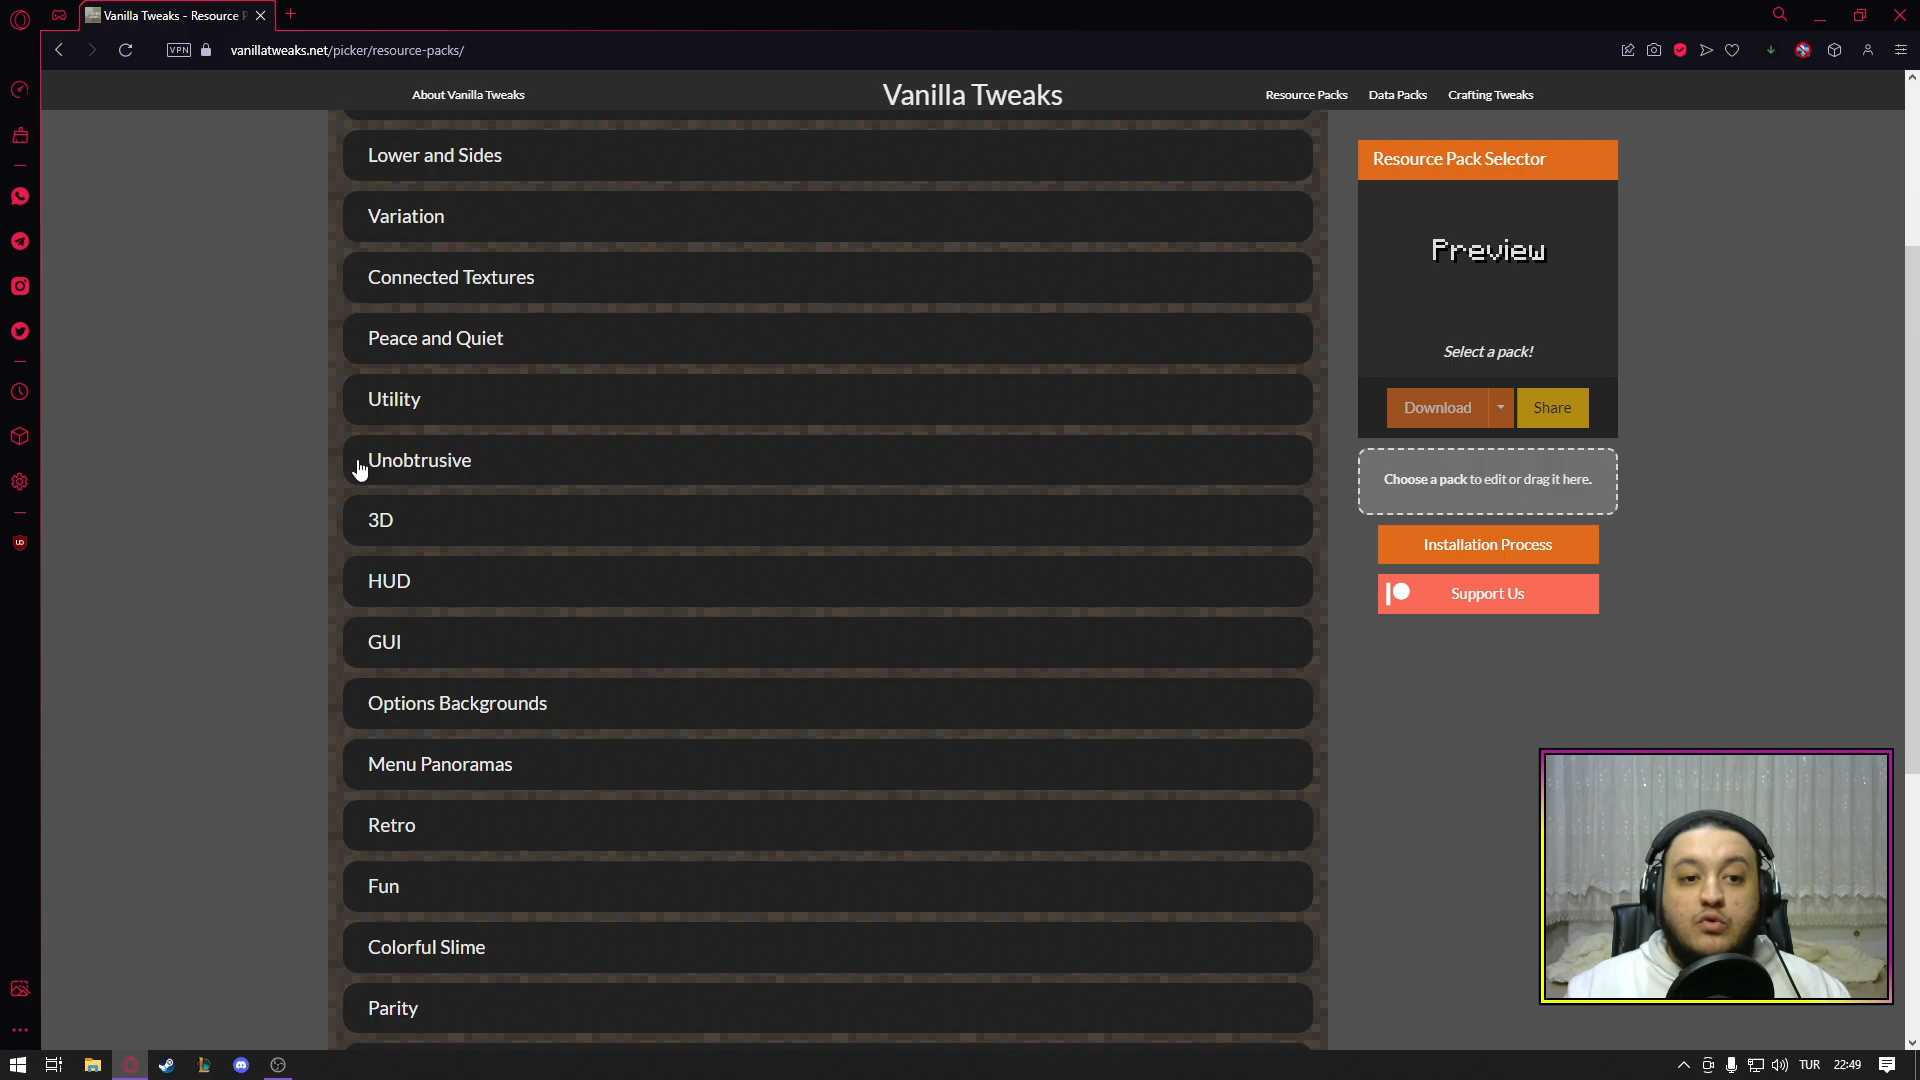 Vanilla Tweaks - Resource P
VPN
vanillatweaks.net/picker/resource-packs/
About Vanilla Tweaks
Vanilla Tweaks
Resource Packs
Data Packs
Crafting Tweaks
Lower and Sides
Variation
Connected Textures
Peace and Quiet
Utility
Unobtrusive
3D
HUD
GUI
Options Backgrounds
Menu Panoramas
Retro
Fun
Colorful Slime
Parity
Resource Pack Selector
Preview
Select a pack!
Download
Share
Choose a pack to edit or drag it here.
Installation Process
Support Us
TUR
22:49